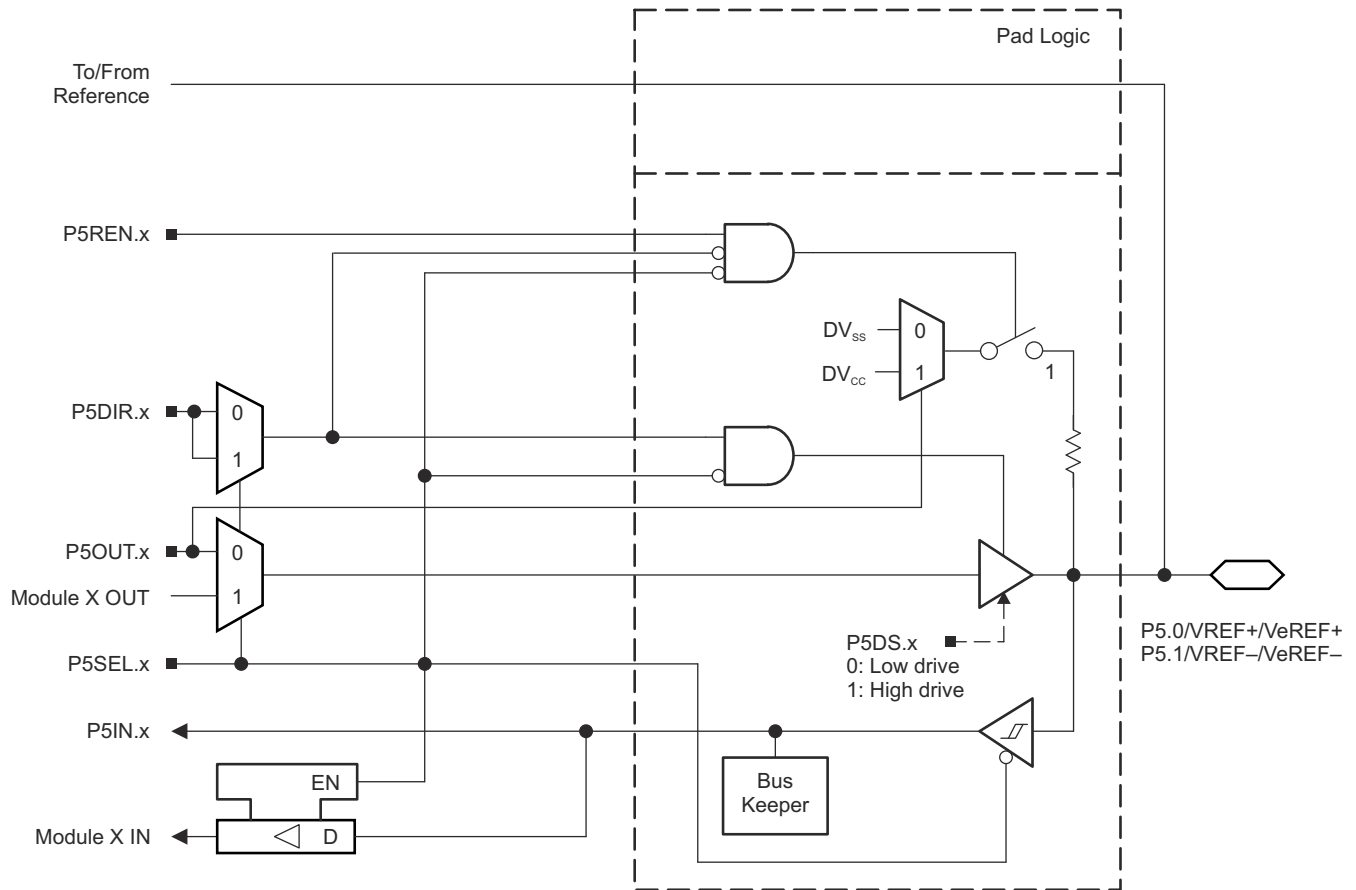 Pad Logic
To/From
Reference
P5REN.x
DVSS
0
DVCC
1
1
P5DIR.x
0
1
P5OUT.x
0
Module X OUT
1
P5DS.x
0: Low drive
1: High drive
P5.0/VREF+/VeREF+
P5.1/VREF–/VeREF–
P5SEL.x
P5IN.x
Bus
Keeper
EN
Module X IN
D